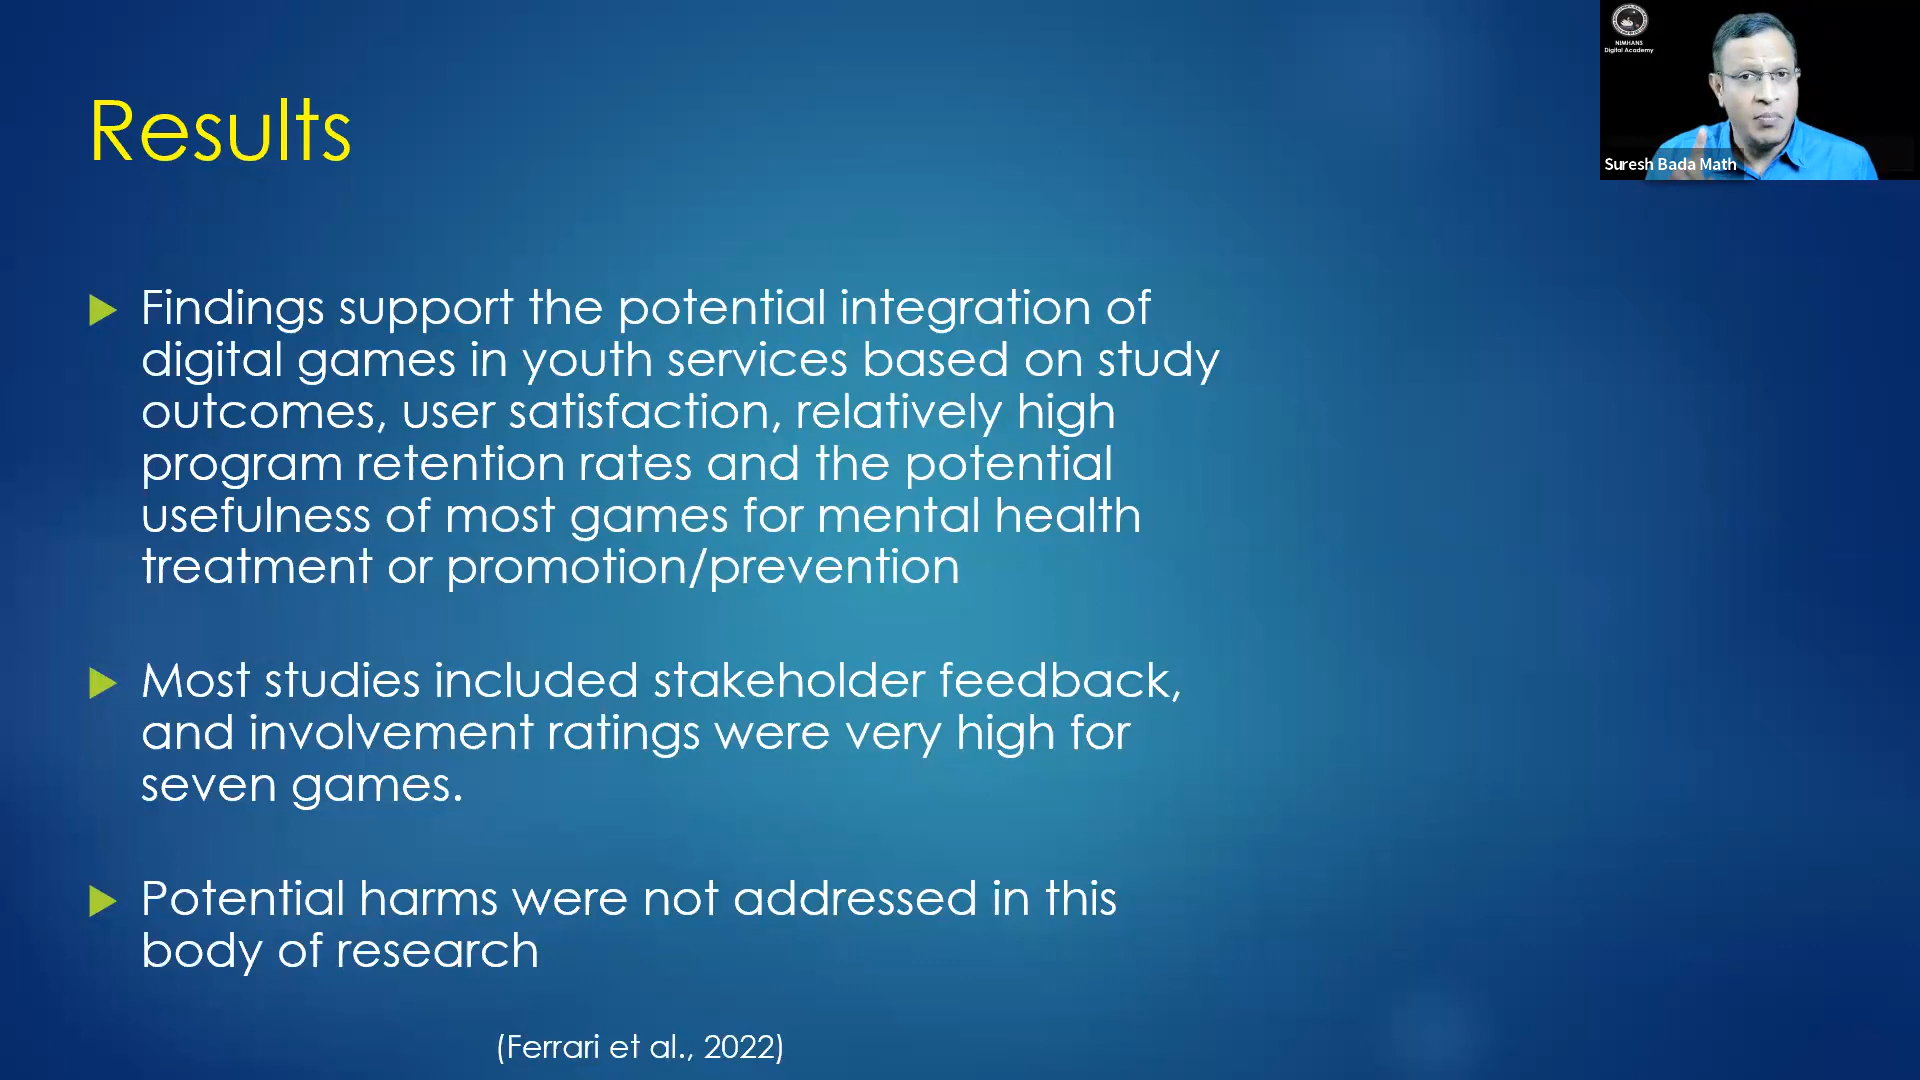 Results
Findings support the potential integration of
digital games in youth services based on study
outcomes, user satisfaction, relatively high
program retention rates and the potential
usefulness of most games for mental health
treatment or promotion/prevention
Most studies included stakeholder feedback,
and involvement ratings were very high for
seven games.
Potential harms were not addressed in this
body of research
(Ferrari et al., 2022)
NIMHANS
Digital Academy
Suresh Bada Math